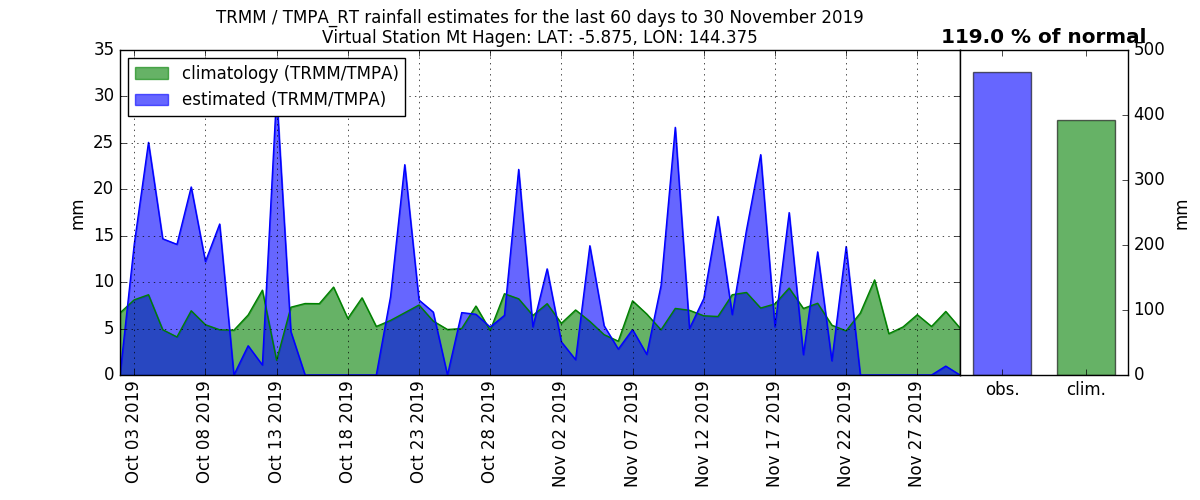 TRMM / TMPA_RT rainfall estimates for the last 60 days to 30 November 2019
Virtual Station Mt Hagen: LAT: -5.875, LON: 144.375
119.0 % of normal
climatology (TRMM/TMPA)
estimated (TRMM/TMPA)
35
30
25
20
15
10
5
0
mm
500
400
300
200
100
0
mm
obs.
clim.
Oct 03 2019
Oct 08 2019
Oct 13 2019
Oct 18 2019
Oct 23 2019
Oct 28 2019
Nov 02 2019
Nov 07 2019
Nov 12 2019
Nov 17 2019
Nov 22 2019
Nov 27 2019